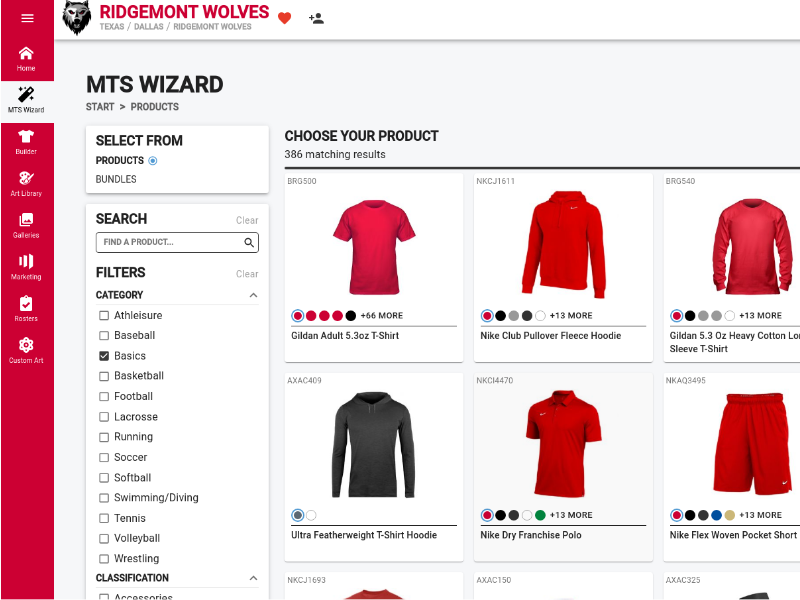 RIDGEMONT WOLVES
TEXAS / DALLAS / RIDGEMONT WOLVES
Home
MTS Wizard
Builder
Art Library
Galleries
Marketing
Rosters
Custom Art
MTS WIZARD
START > PRODUCTS
SELECT FROM
PRODUCTS
BUNDLES
SEARCH
Clear
FIND A PRODUCT...
FILTERS
Clear
CATEGORY
Athleisure
Baseball
Basics
Basketball
Football
Lacrosse
Running
Soccer
Softball
Swimming/Diving
Tennis
Volleyball
Wrestling
CLASSIFICATION
Accessories
CHOOSE YOUR PRODUCT
386 matching results
BRG500
+66 MORE
Gildan Adult 5.3oz T-Shirt
NKCJ1611
+13 MORE
Nike Club Pullover Fleece Hoodie
BRG540
+13 MORE
Gildan 5.3 Oz Heavy Cotton Lon
Sleeve T-Shirt
AXAC409
Ultra Featherweight T-Shirt Hoodie
NKCI4470
+13 MORE
Nike Dry Franchise Polo
NKAQ3495
+13 MORE
Nike Flex Woven Pocket Short
NKCJ1693
AXAC150
AXAC325